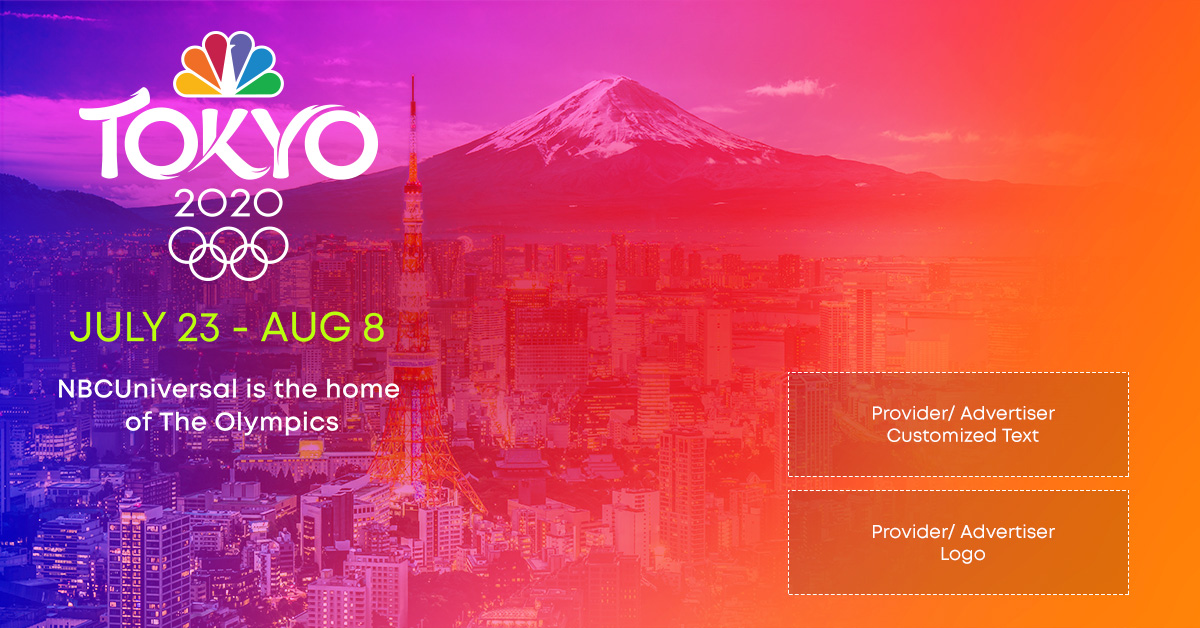 TOKYO
2020
JULY 23 - AUG 8
NBCUniversal is the home
of The Olympics
Provider/ Advertiser
Customized Text
Provider/ Advertiser
Logo